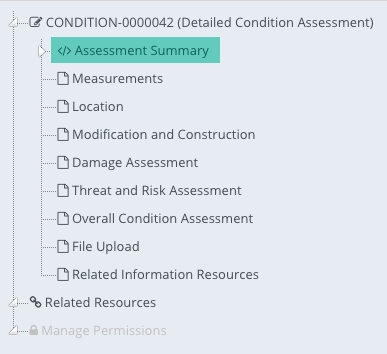 CONDITION-0000042 (Detailed Condition Assessment)
</> Assessment Summary
Measurements
Location
Modification and Construction
Damage Assessment
Threat and Risk Assessment
Overall Condition Assessment
File Upload
Related Information Resources
Related Resources
Manage Permissions